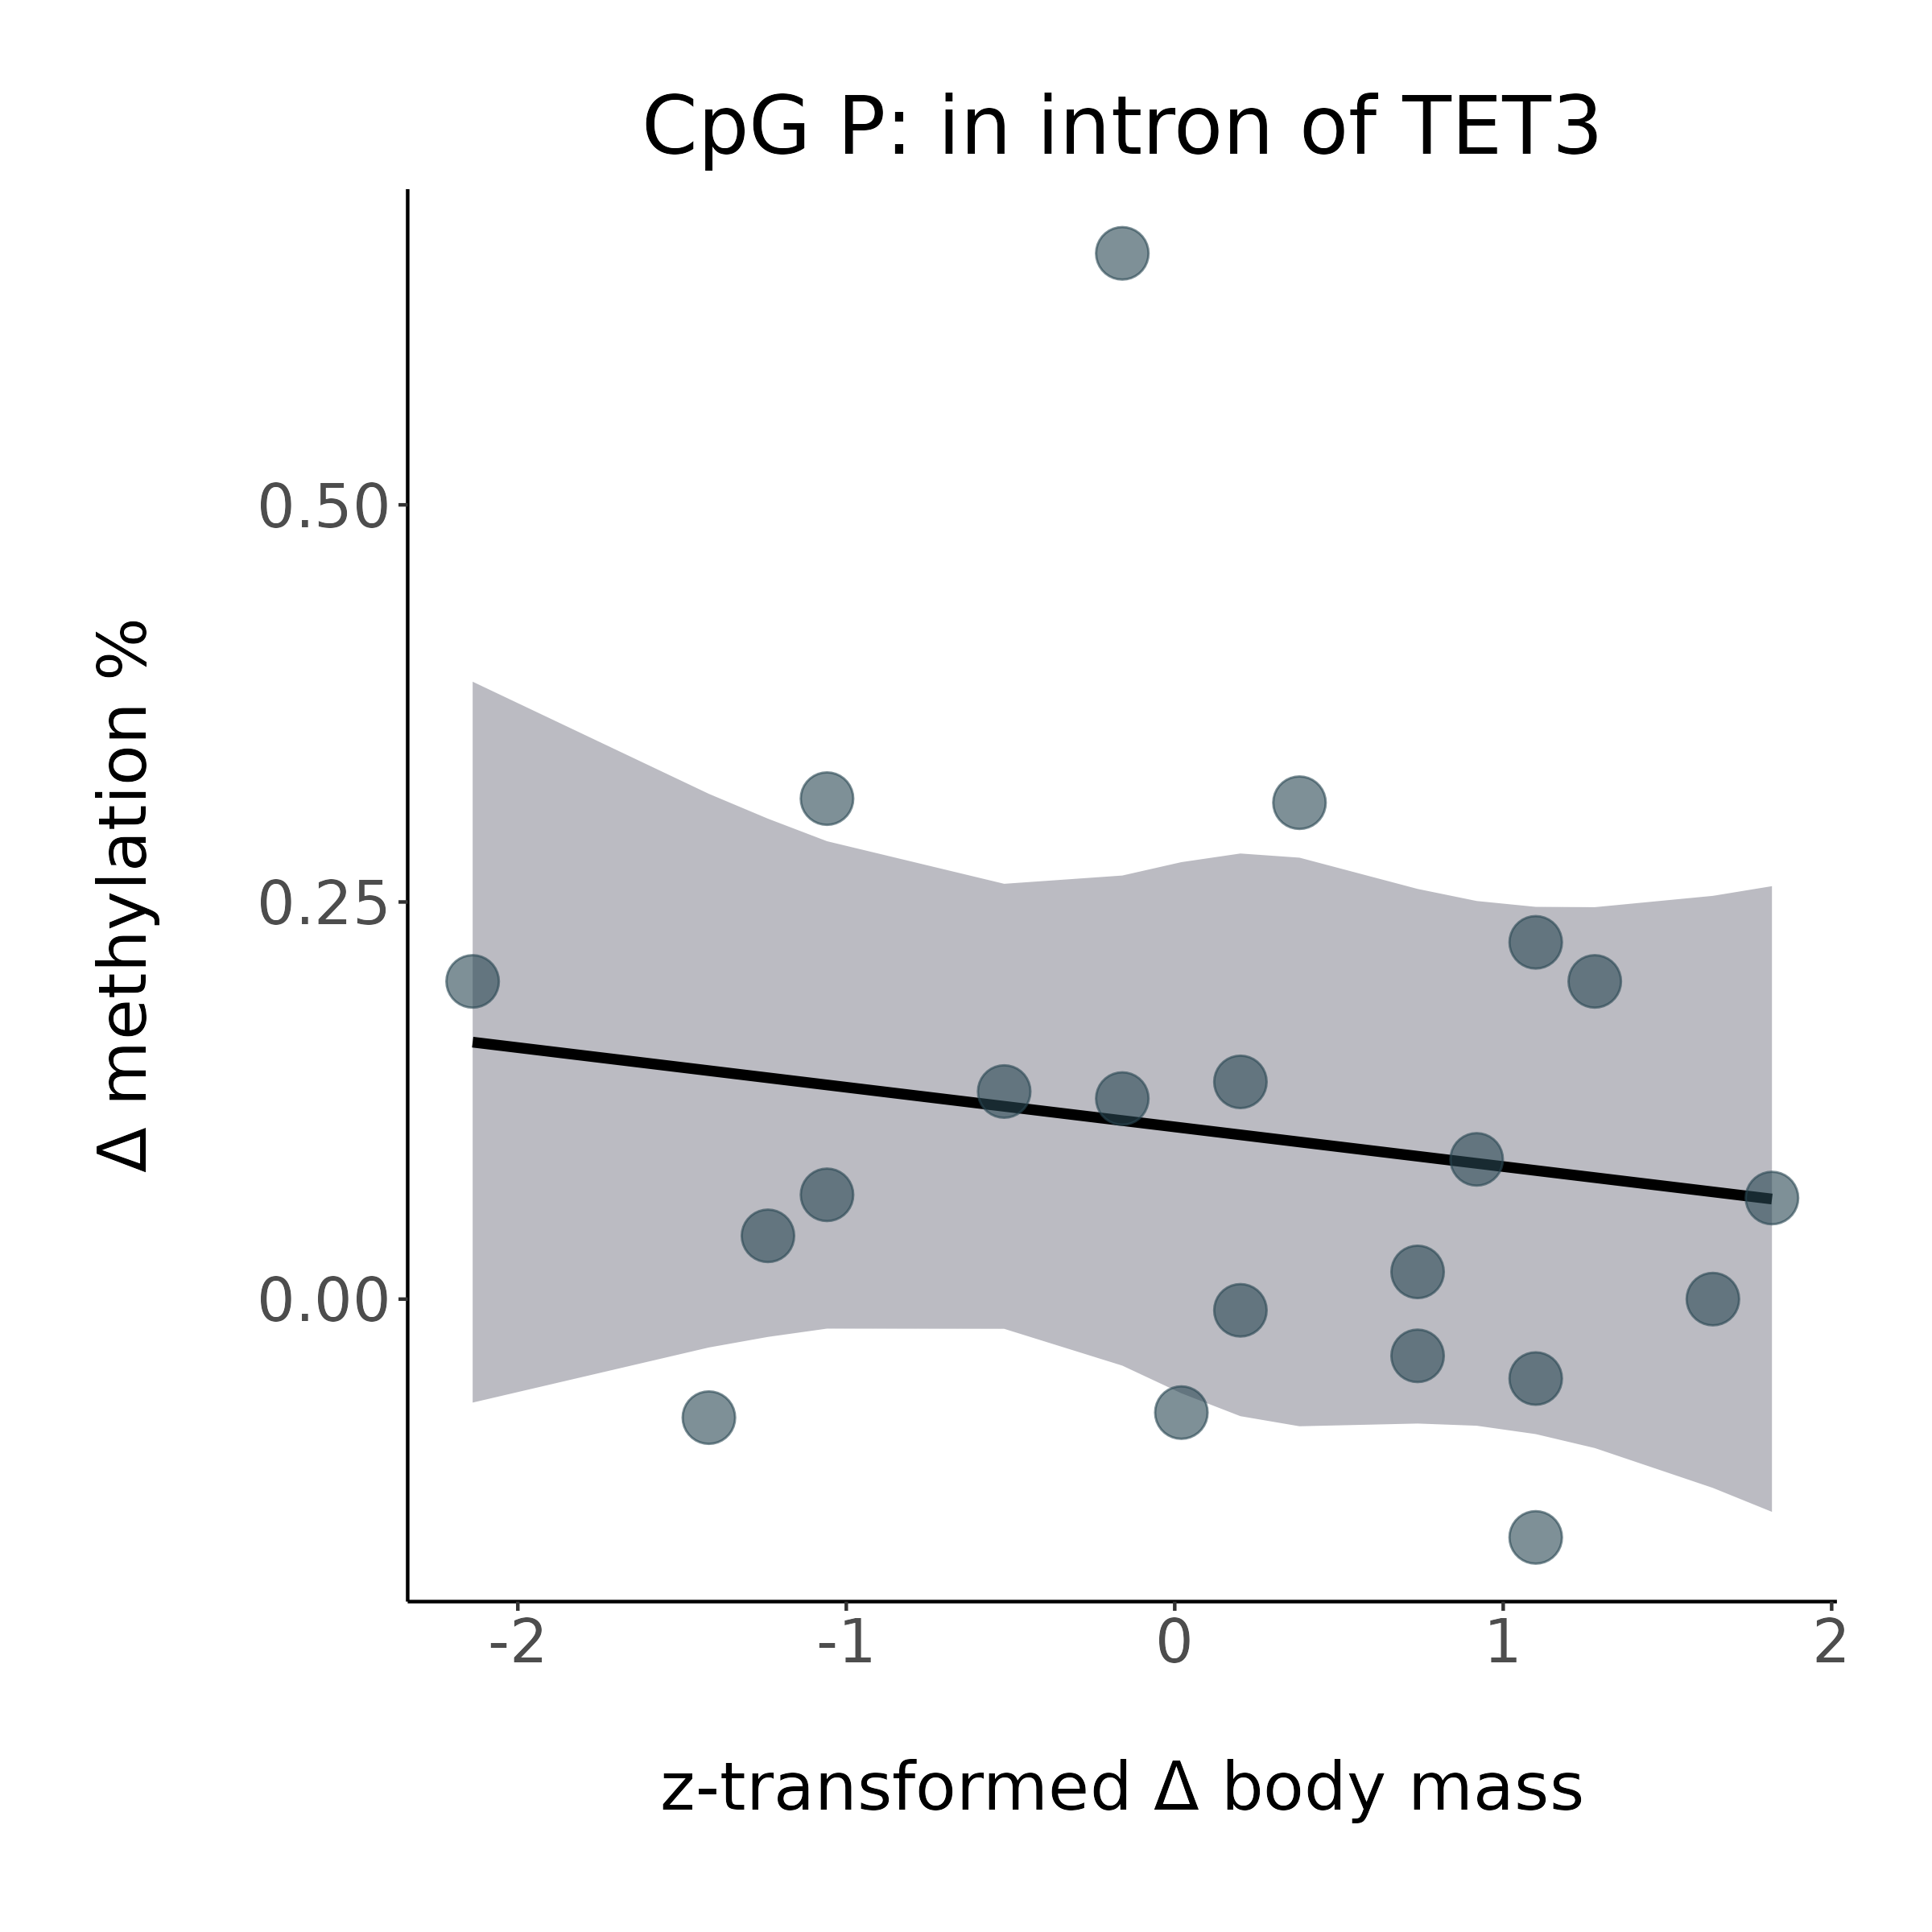 CpG P: in intron of TET3
Δ methylation %
0.50
0.25
0.00
-2
-1
0
1
2
z-transformed Δ body mass